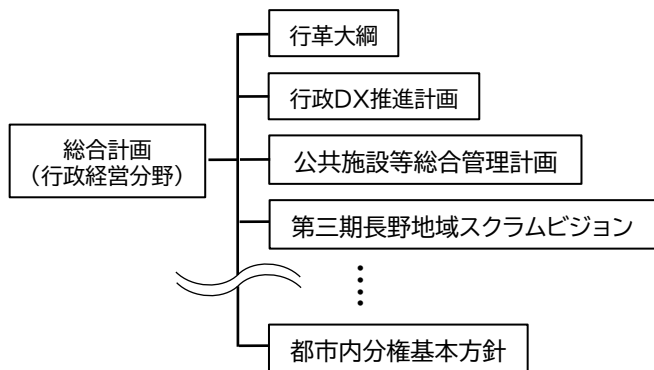 行革大綱
行政DX推進計画
総合計画
（行政経営分野）
公共施設等総合管理計画
第三期長野地域スクラムビジョン
都市内分権基本方針